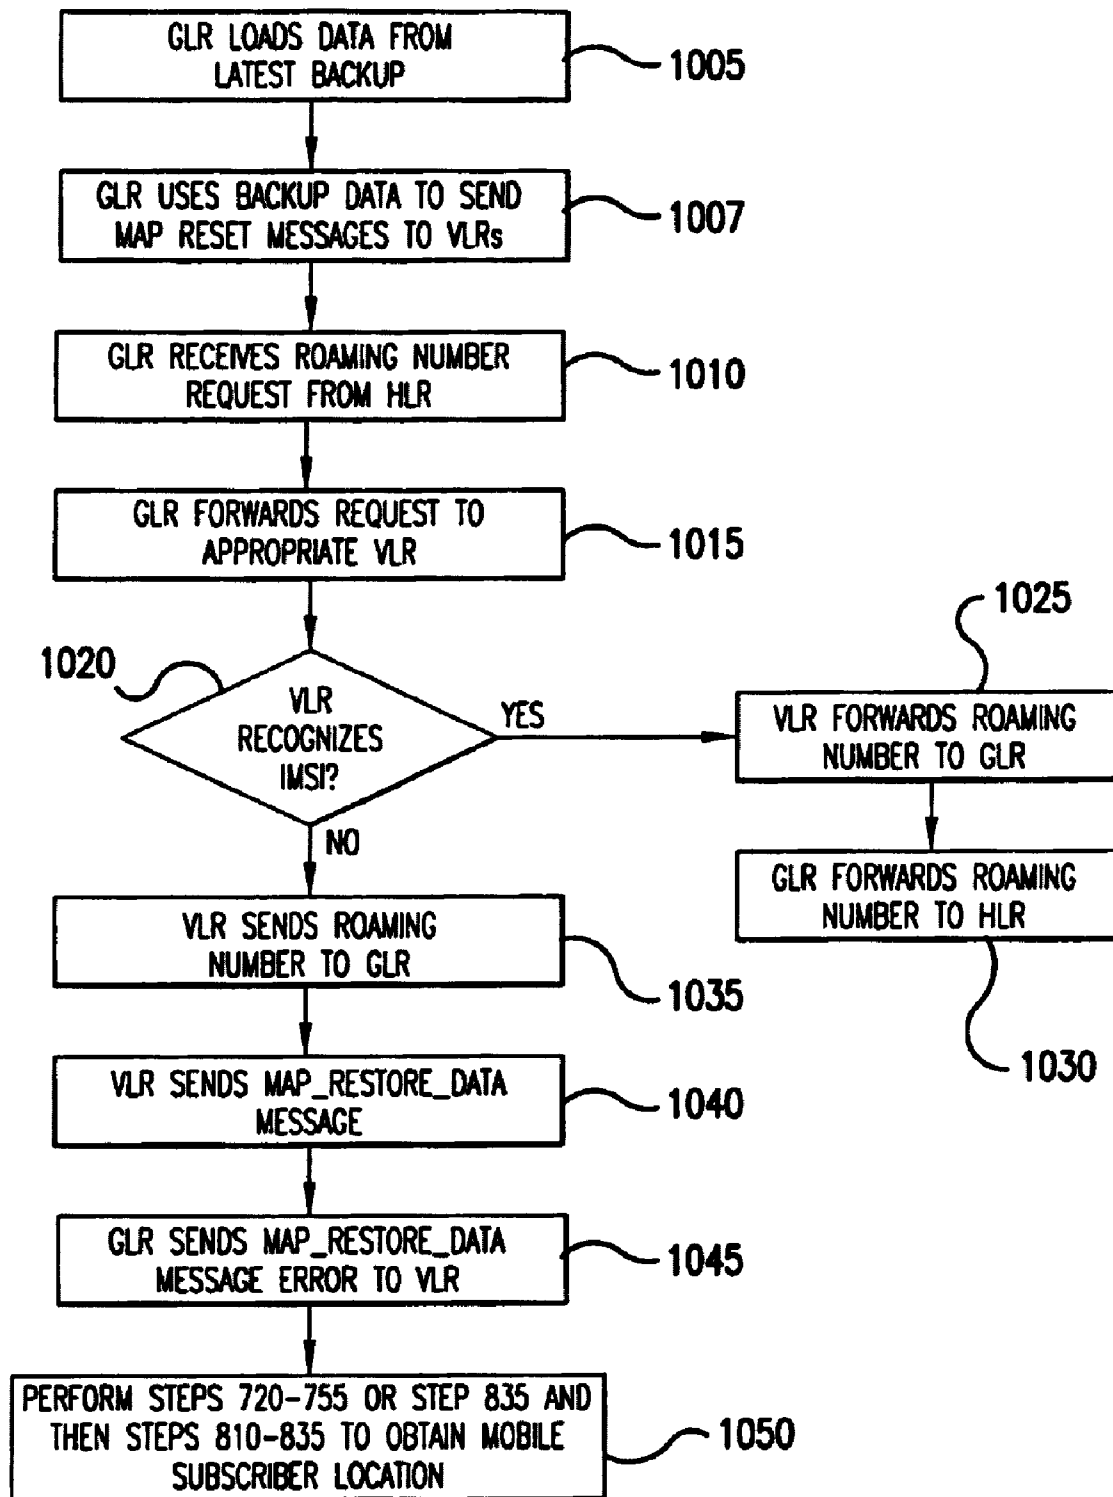 GLR LOADS DATA FROM
LATEST BACKUP
1005
GLR USES BACKUP DATA TO SEND
MAP RESET MESSAGES TO VLRs
1007
GLR RECEIVES ROAMING NUMBER
REQUEST FROM HLR
1010
GLR FORWARDS REQUEST TO
APPROPRIATE VLR
1015
1020
VLR
RECOGNIZES
IMSI?
YES
1025
VLR FORWARDS ROAMING
NUMBER TO GLR
GLR FORWARDS ROAMING
NUMBER TO HLR
1030
NO
VLR SENDS ROAMING
NUMBER TO GLR
1035
VLR SENDS MAP_RESTORE_DATA
MESSAGE
1040
GLR SENDS MAP_RESTORE_DATA
MESSAGE ERROR TO VLR
1045
PERFORM STEPS 720-755 OR STEP 835 AND
THEN STEPS 810-835 TO OBTAIN MOBILE
SUBSCRIBER LOCATION
1050